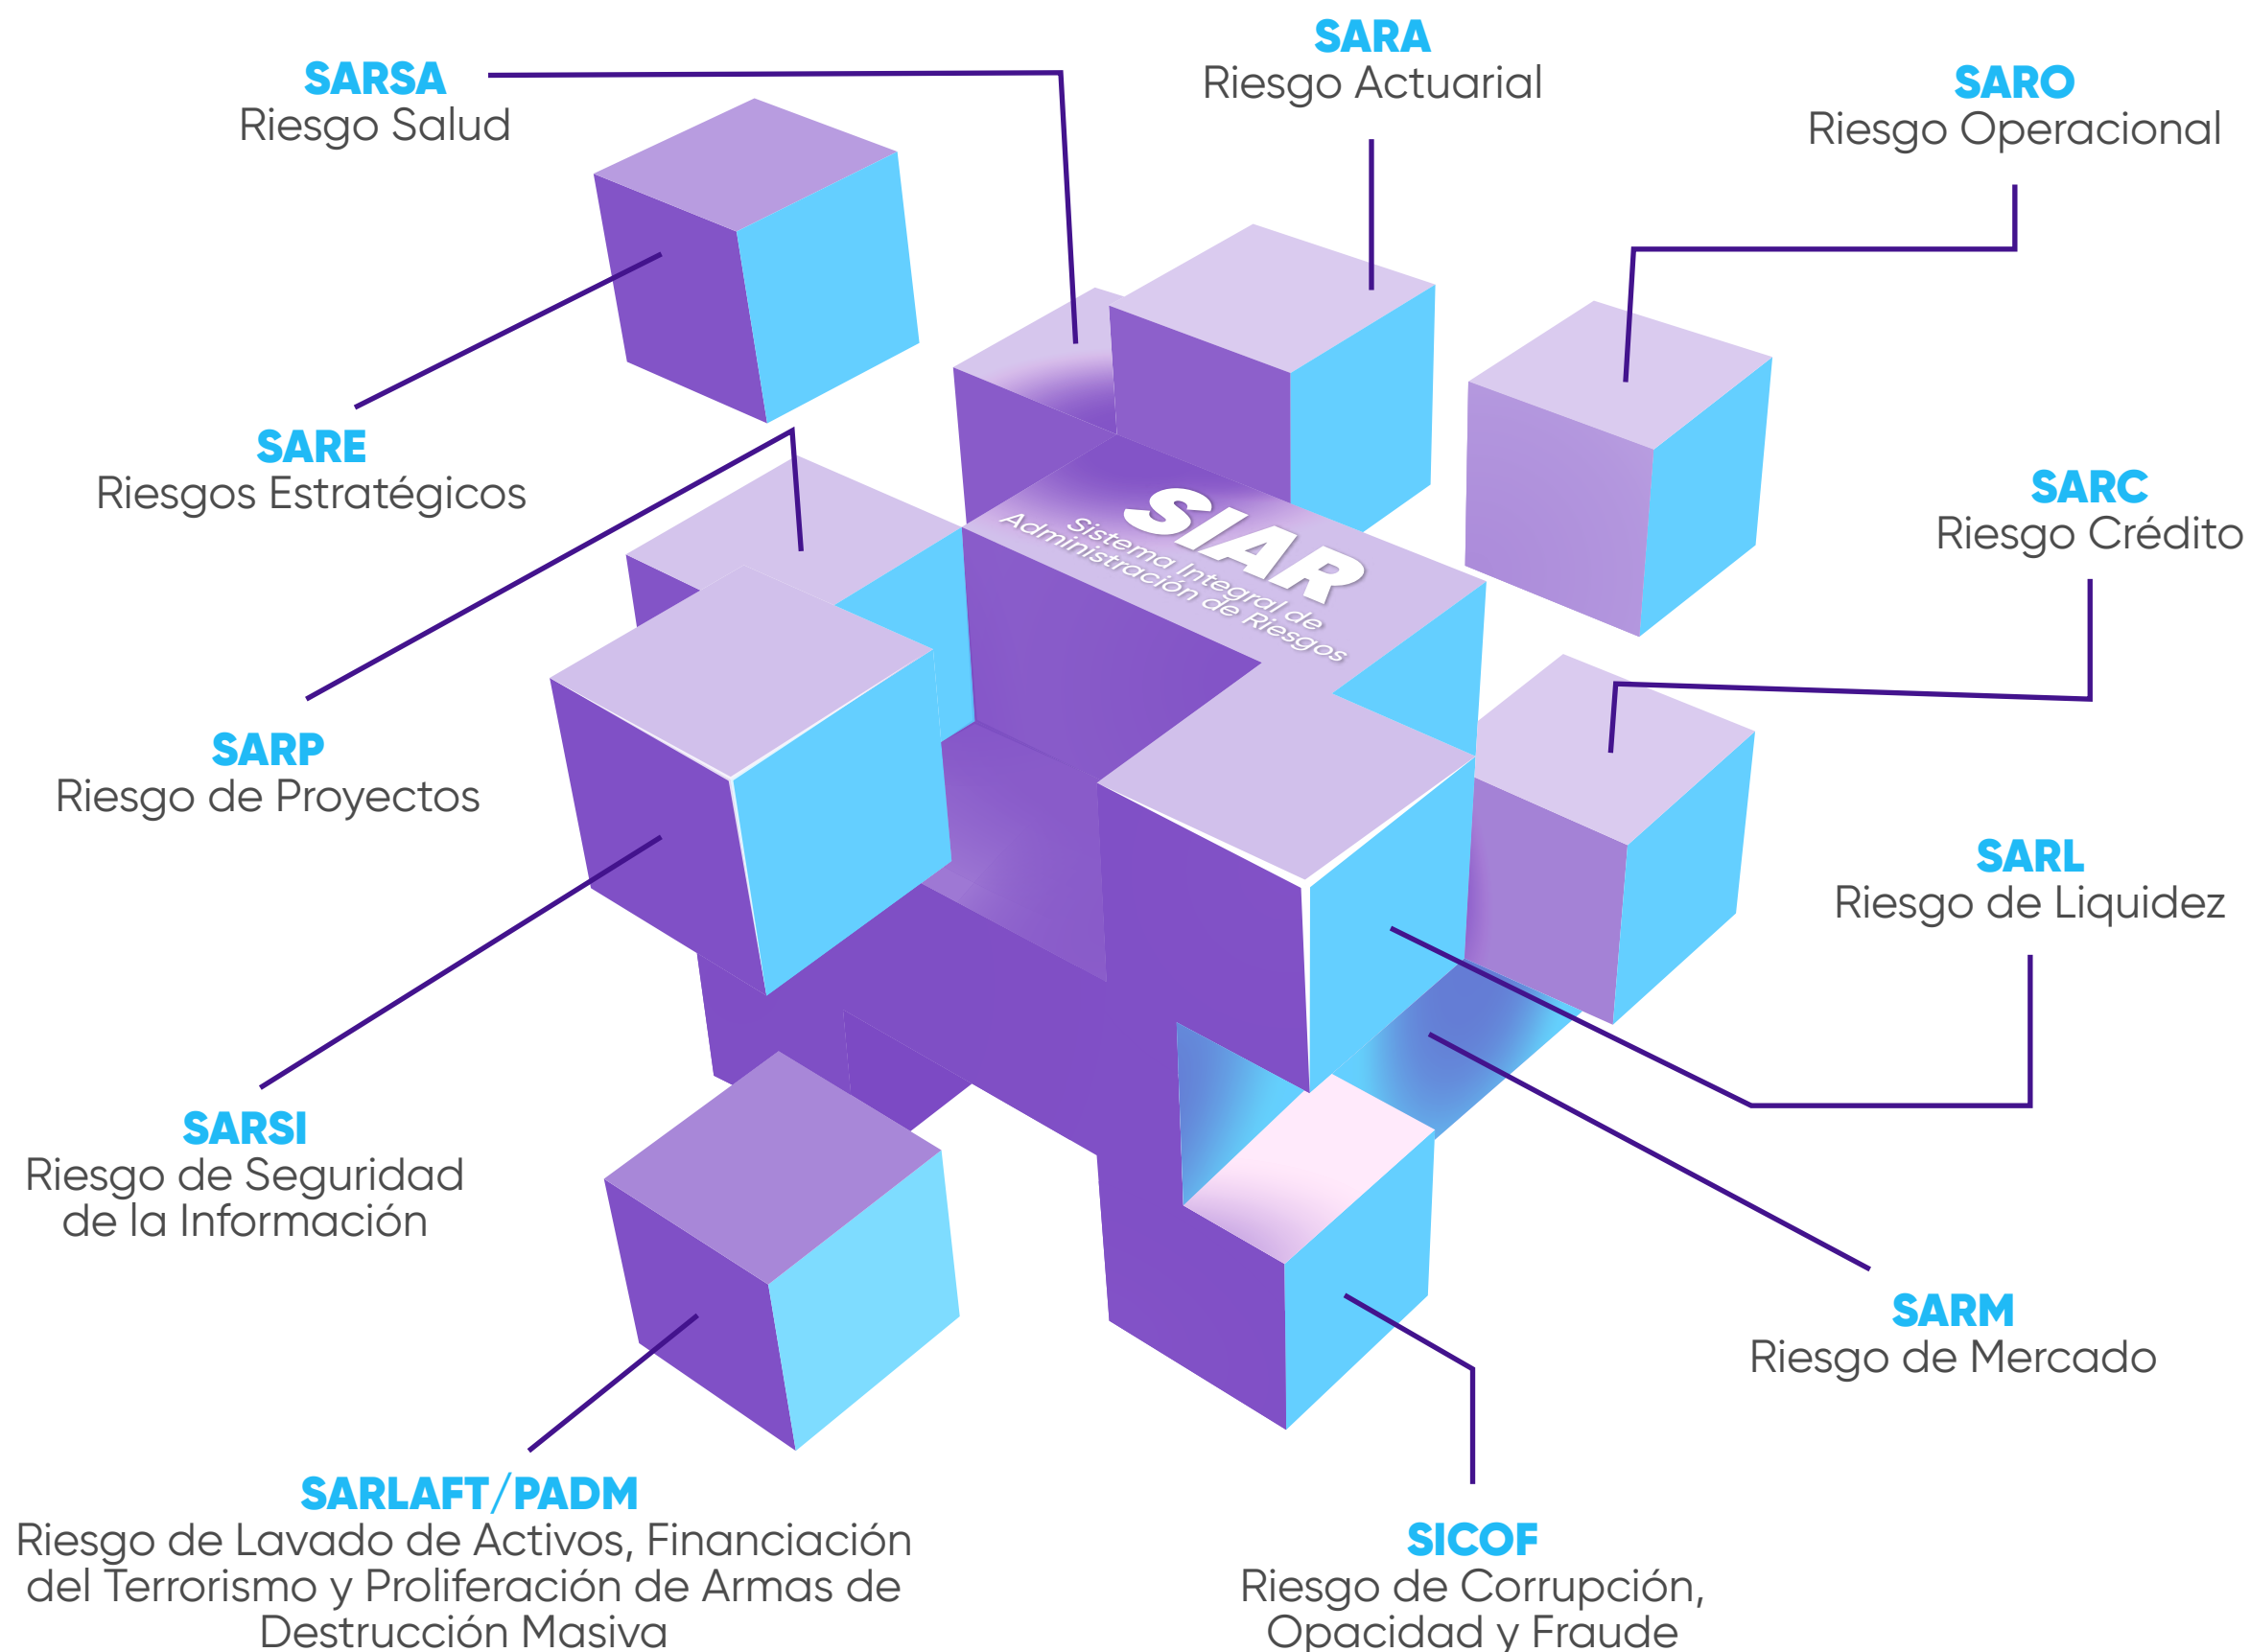 SARA
Riesgo Actuarial
SARSA
Riesgo Salud
SARO
Riesgo Operacional
SARE
Riesgos Estratégicos
SARC
Riesgo Crédito
SIAR
Sistema Integral de
Administración de Riesgos
SARP
Riesgo de Proyectos
SARL
Riesgo de Liquidez
SARSI
Riesgo de Seguridad
de la Información
SARM
Riesgo de Mercado
SARLAFT/PADM
Riesgo de Lavado de Activos, Financiación
del Terrorismo y Proliferación de Armas de
Destrucción Masiva
SICOF
Riesgo de Corrupción,
Opacidad y Fraude